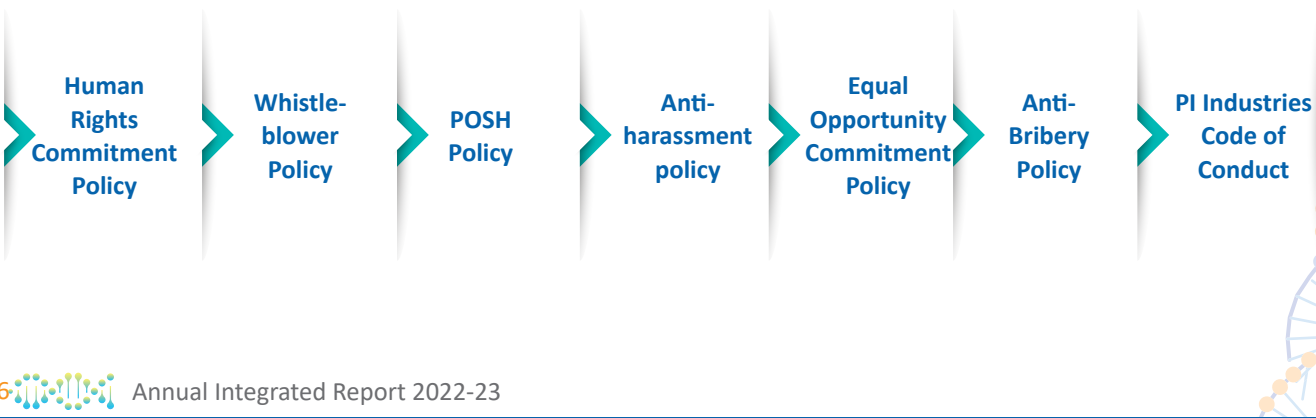 Human
Rights
Commitment
Policy
Whistle-
blower
Policy
POSH
Policy
Anti-
harassment
policy
Equal
Opportunity
Commitment
Policy
Anti-
Bribery
Policy
PI Industries
Code of
Conduct
Annual Integrated Report 2022-23